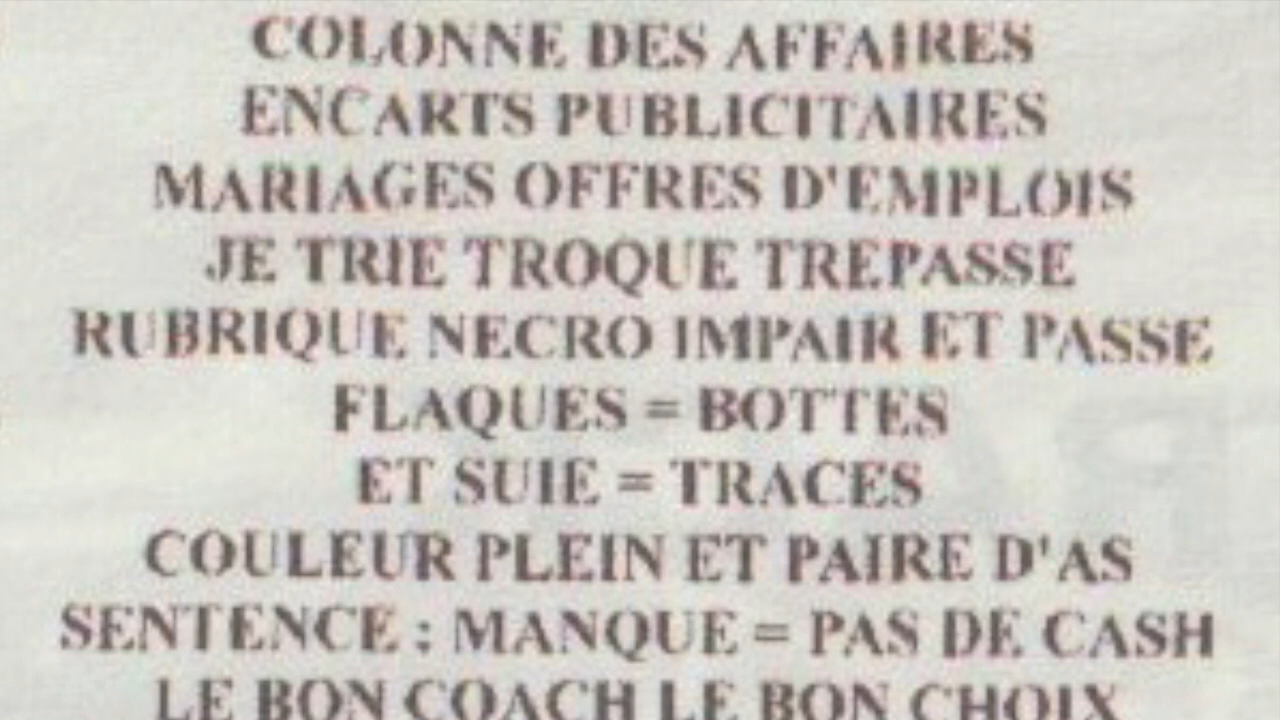 COLONNE DES AFFAIRES
ENCARTS PUBLICITAIRES
MARIAGES OFFRES D'EMPLOIS
JE TRIE TROQUE TREPASSE
RUBRIQUE NECRO IMPAIR ET PASSE
FLAQUES = BOTTES
ET SUIE = TRACES
COULEUR PLEIN ET PAIRE D'AS
SENTENCE : MANQUE = PAS DE CASH
LE BON COACH LE BON CHOIX